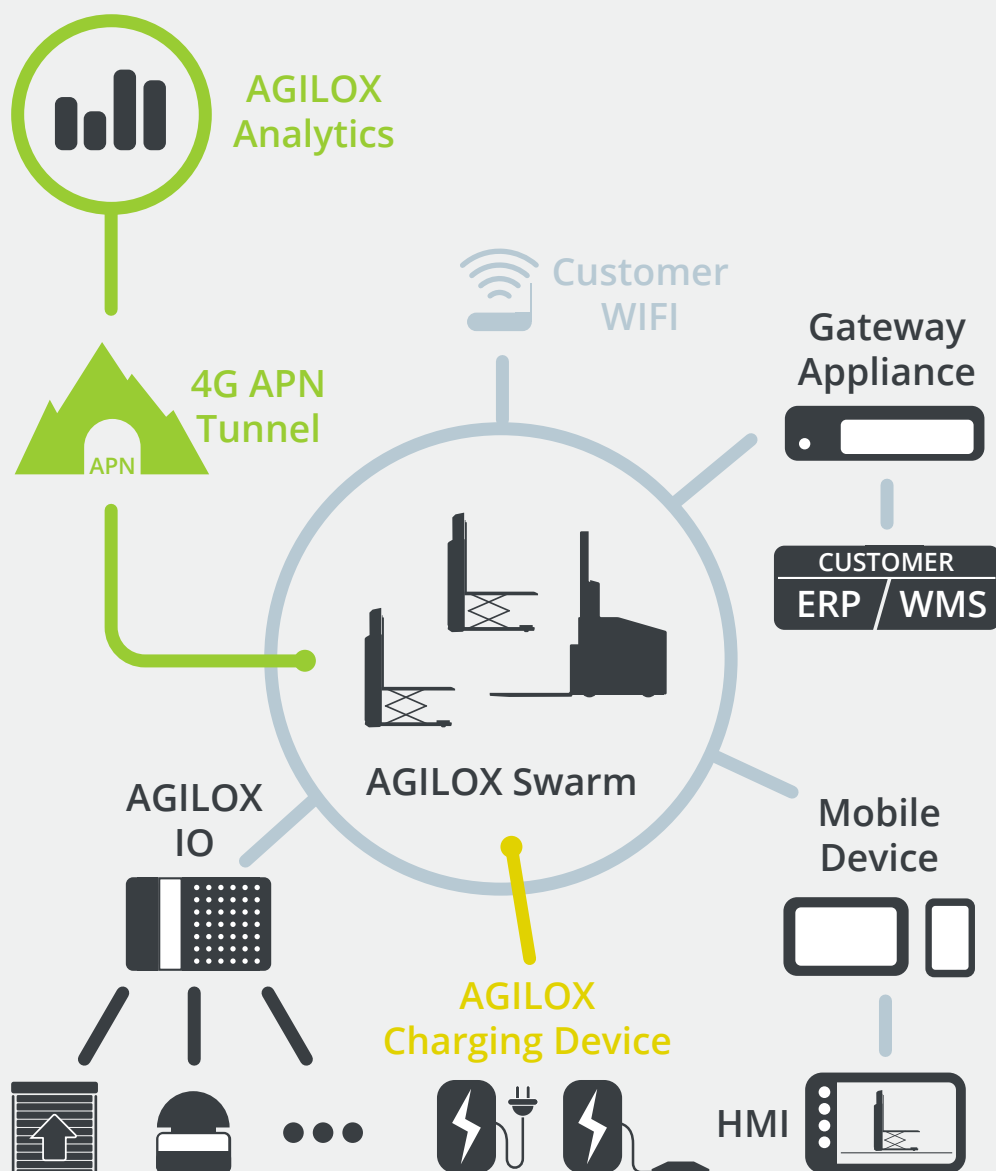 AGILOX
Analytics
Customer
WIFI
Gateway
Appliance
4G APN
Tunnel
APN
CUSTOMER
ERP / WMS
AGILOX Swarm
AGILOX
IO
Mobile
Device
AGILOX
Charging Device
HMI